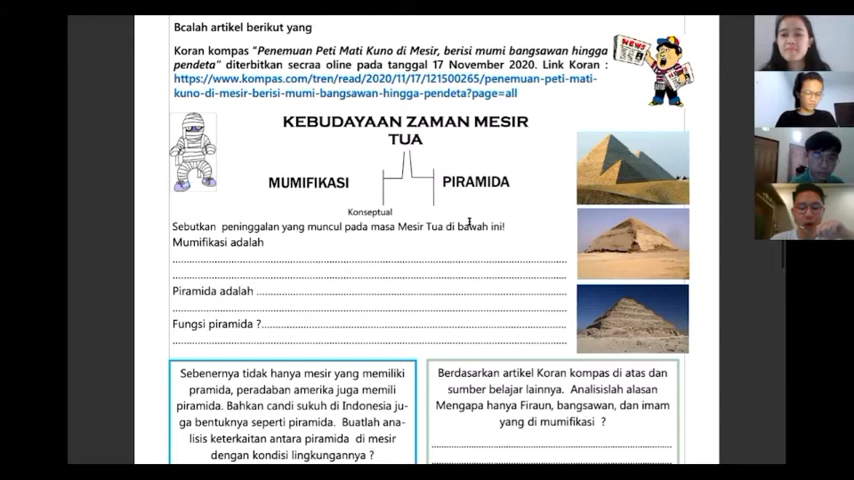 Bcalah artikel berikut yang
Koran kompas "Penemuan Peti Mati Kuno di Mesir, berisi mumi bangsawan hingga
pendeta" diterbitkan secraa oline pada tanggal 17 November 2020. Link Koran :
https://www.kompas.com/tren/read/2020/11/17/121500265/penemuan-peti-mati-
kuno-di-mesir-berisi-mumi-bangsawan-hingga-pendeta?page=all
NEWS
KEBUDAYAAN ZAMAN MESIR
TUA
MUMIFIKASI
PIRAMIDA
Konseptual
Sebutkan peninggalan yang muncul pada masa Mesir Tua di bawah ini!
Mumifikasi adalah
Piramida adalah
Fungsi piramida ?
Sebenernya tidak hanya mesir yang memiliki
pramida, peradaban amerika juga memili
piramida. Bahkan candi sukuh di Indonesia ju-
ga bentuknya seperti piramida. Buatlah ana-
lisis keterkaitan antara piramida di mesir
dengan kondisi lingkungannya ?
Berdasarkan artikel Koran kompas di atas dan
sumber belajar lainnya. Analisislah alasan
Mengapa hanya Firaun, bangsawan, dan imam
yang di mumifikasi ?